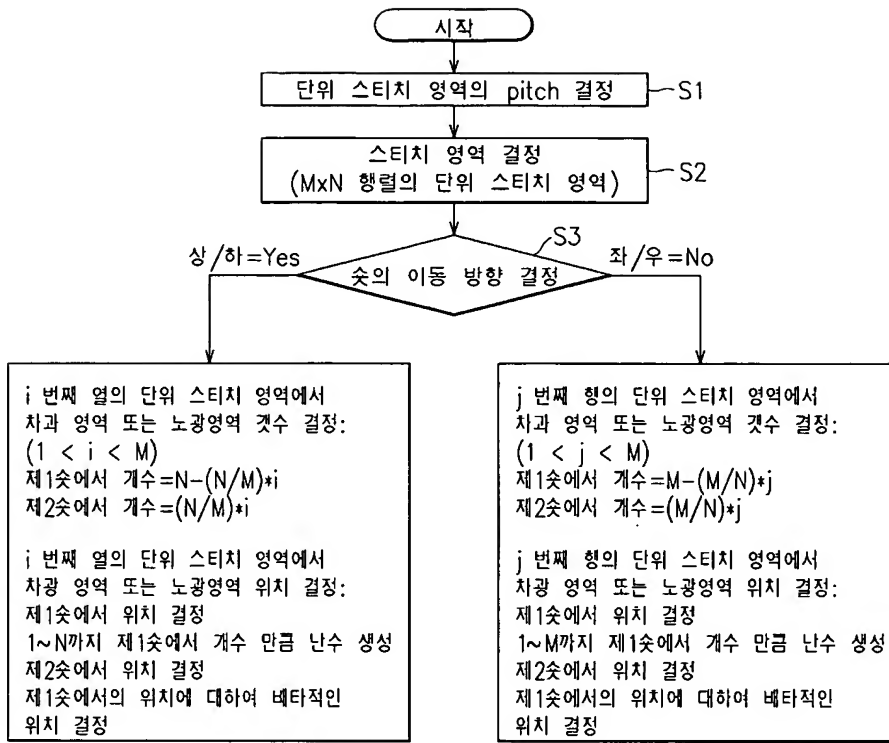 시작
단위 스티치 영역의 pitch 결정
S1
스티치 영역 결정
(MxN 행렬의 단위 스티치 영역)
S2
S3
상/하=Yes
숏의 이동 방향 결정
좌/우=No
i 번째 열의 단위 스티치 영역에서
차과 영역 또는 노광영역 갯수 결정:
(1 < i < M)
제1숏에서 개수=N-(N/M)*i
제2숏에서 개수=(N/M)*i
i 번째 열의 단위 스티치 영역에서
차광 영역 또는 노광영역 위치 결정:
제1숏에서 위치 결정
1~N까지 제1숏에서 개수 만큼 난수 생성
제2숏에서 위치 결정
제1숏에서의 위치에 대하여 배타적인
위치 결정
j 번째 행의 단위 스티치 영역에서
차과 영역 또는 노광영역 갯수 결정:
(1 < j < M)
제1숏에서 개수=M-(M/N)*j
제2숏에서 개수=(M/N)*j
j 번째 행의 단위 스티치 영역에서
차광 영역 또는 노광영역 위치 결정:
제1숏에서 위치 결정
1~M까지 제1숏에서 개수 만큼 난수 생성
제2숏에서 위치 결정
제1숏에서의 위치에 대하여 배타적인
위치 결정